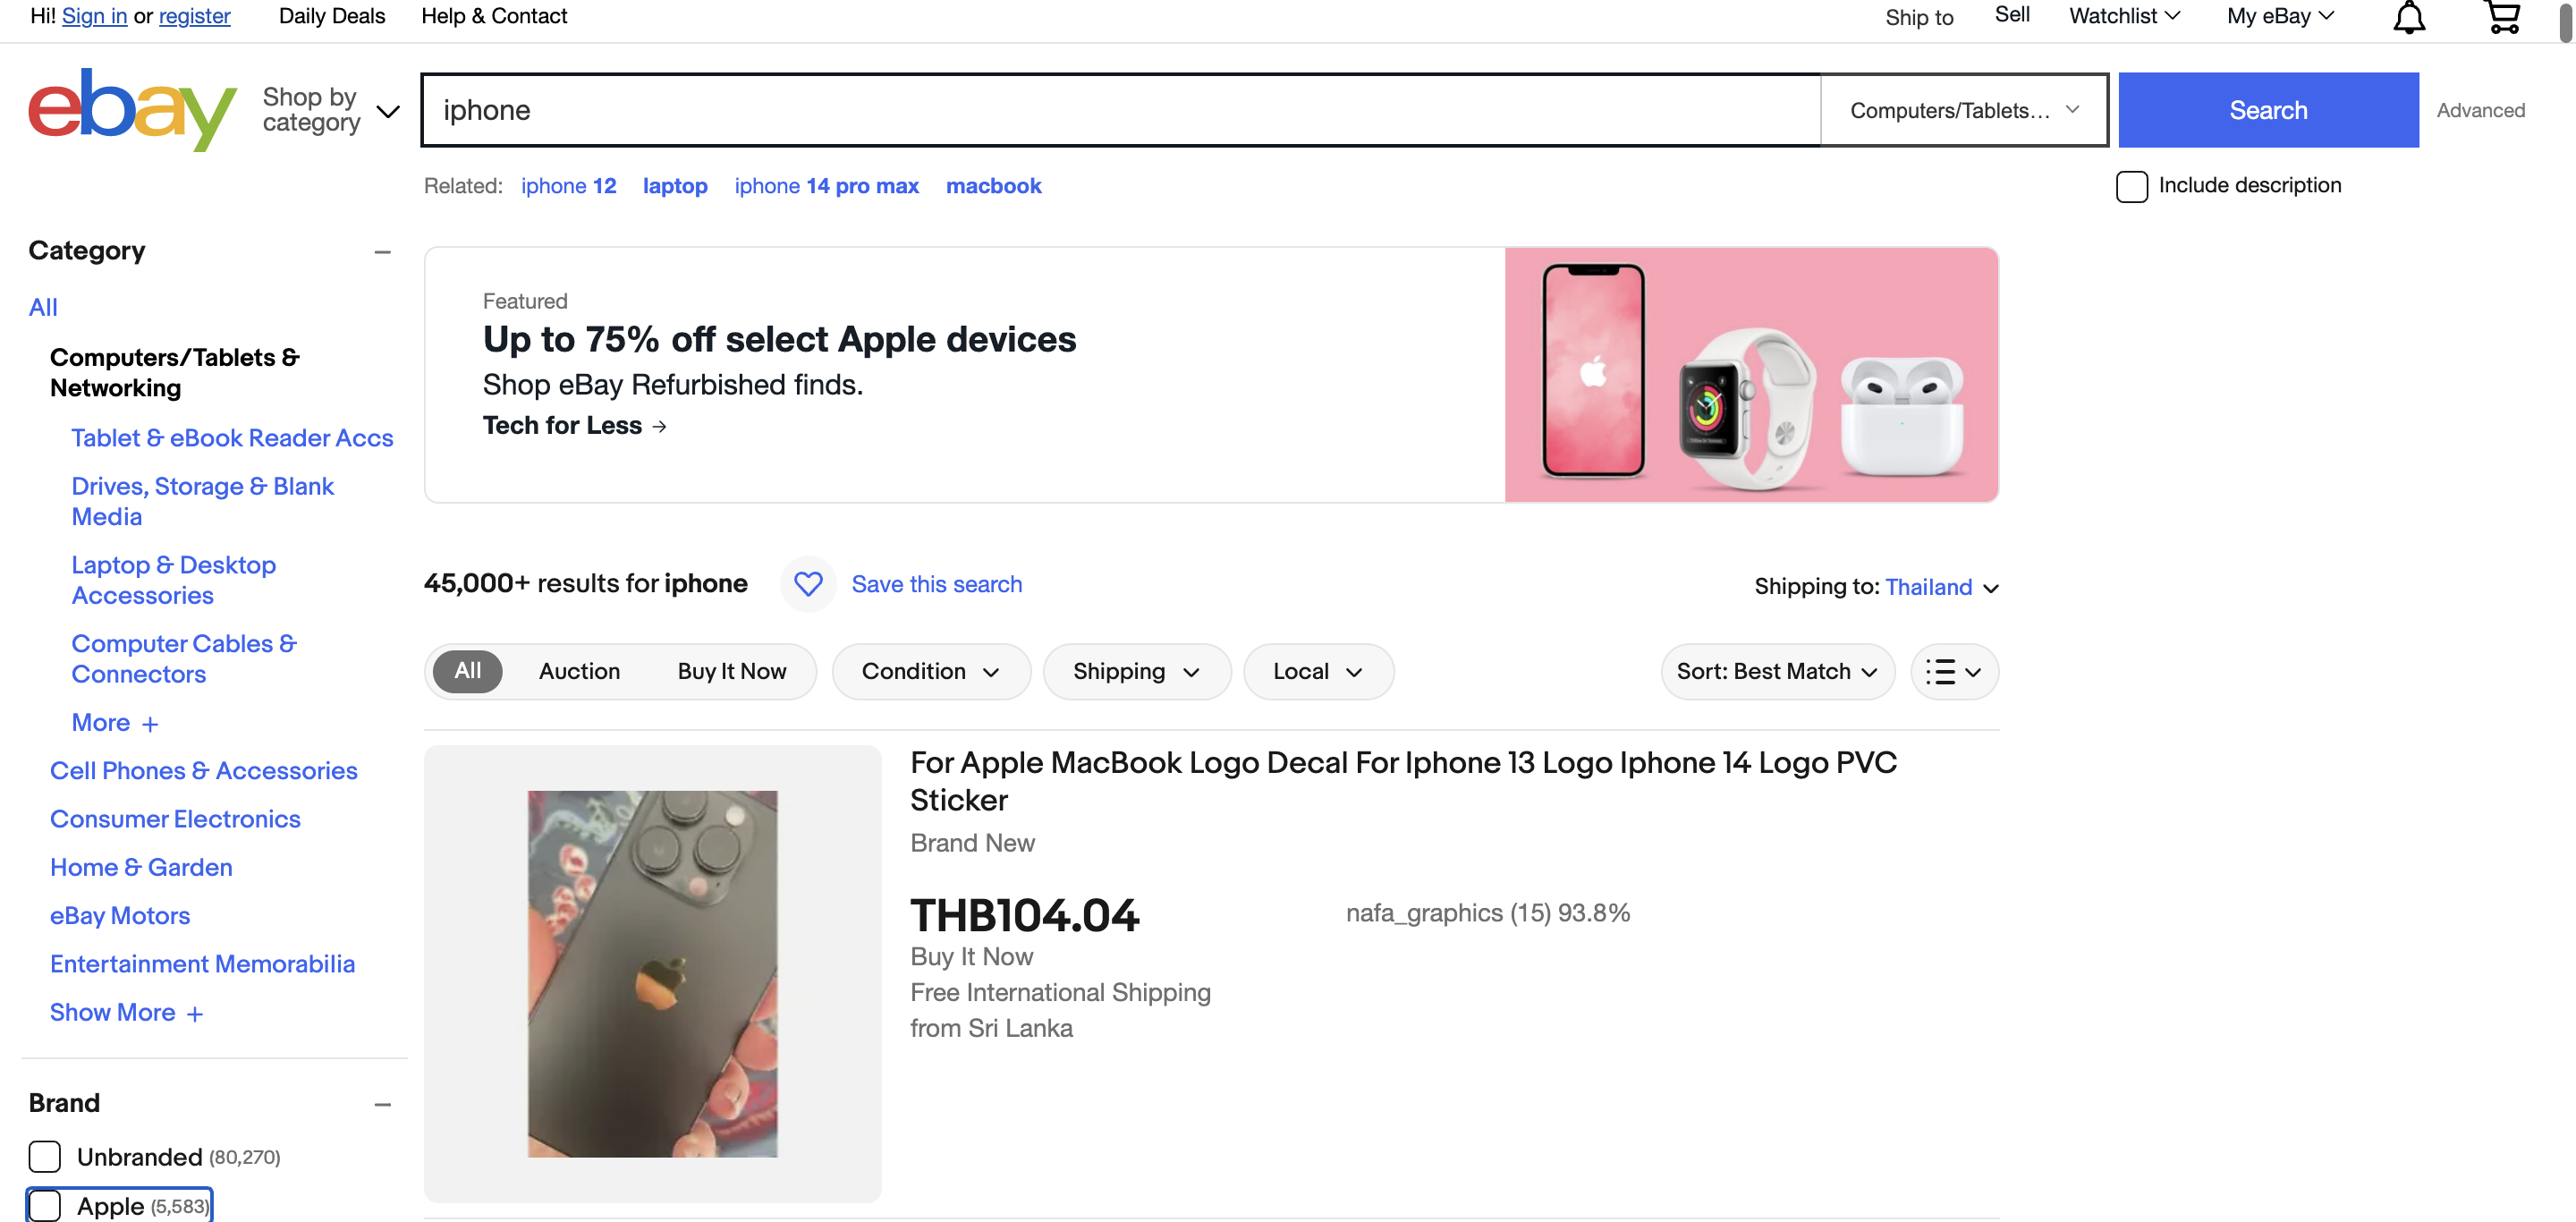 Hi! Sign in or register Daily Deals Help & Contact Ship to Sell Watchlist My eBay
ebay Shop by category iphone Computers/Tablets... Search Advanced
Related: iphone 12 laptop iphone 14 pro max macbook Include description
Category
All
Computers/Tablets &
Networking
Tablet & eBook Reader Accs
Drives, Storage & Blank
Media
Laptop & Desktop
Accessories
Computer Cables &
Connectors
More +
Cell Phones & Accessories
Consumer Electronics
Home & Garden
eBay Motors
Entertainment Memorabilia
Show More +
Brand
Unbranded (80,270)
Apple (5,583)
Featured
Up to 75% off select Apple devices
Shop eBay Refurbished finds.
Tech for Less →
45,000+ results for iphone Save this search Shipping to: Thailand
All Auction Buy It Now Condition Shipping Local Sort: Best Match
For Apple MacBook Logo Decal For Iphone 13 Logo Iphone 14 Logo PVC
Sticker
Brand New
THB104.04 nafa_graphics (15) 93.8%
Buy It Now
Free International Shipping
from Sri Lanka